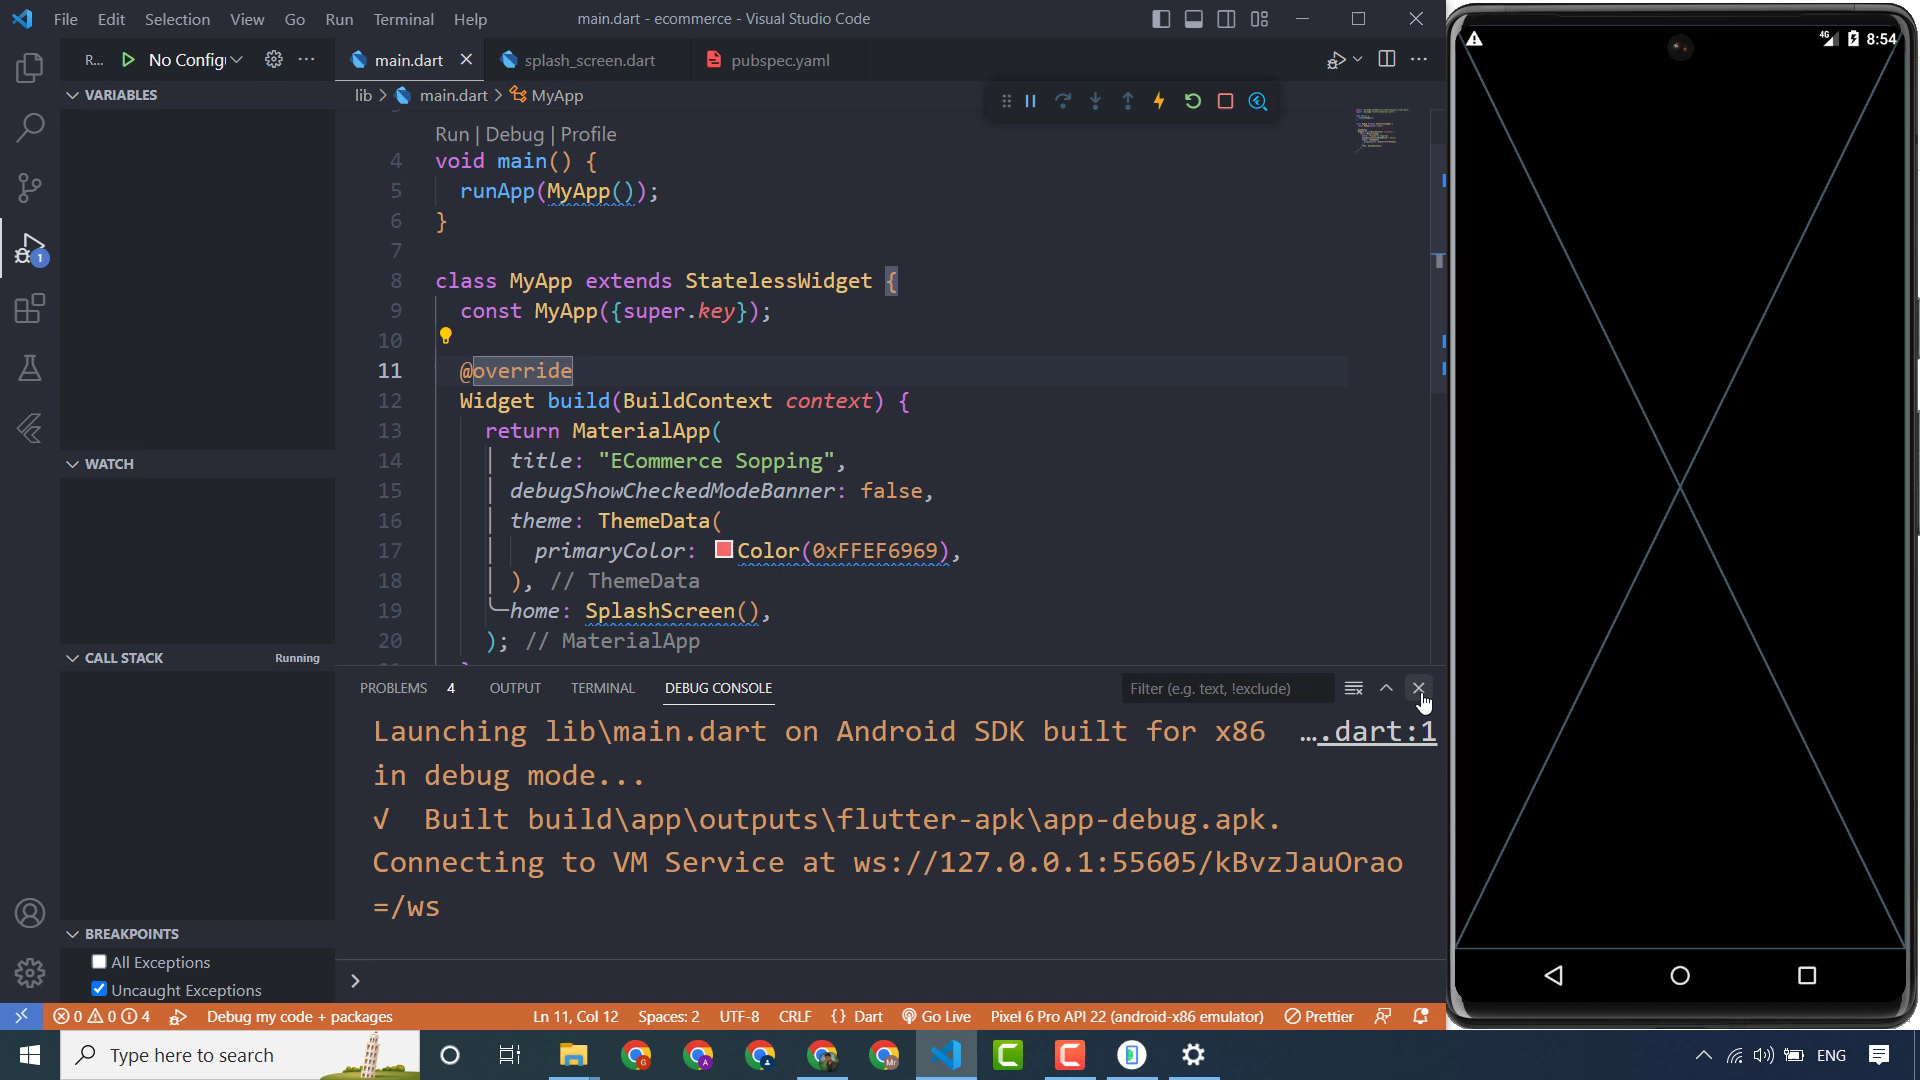 File Edit Selection View Go Run Terminal Help
main.dart - ecommerce - Visual Studio Code
R... No Config
main.dart
splash_screen.dart
pubspec.yaml
lib > main.dart > MyApp
VARIABLES
Run | Debug | Profile
4 void main() {
5 runApp(MyApp());
6 }
7
8 class MyApp extends StatelessWidget {
9 const MyApp({super.key});
10
11 @override
12 Widget build(BuildContext context) {
13 return MaterialApp(
14 title: "ECommerce Sopping",
15 debugShowCheckedModeBanner: false,
16 theme: ThemeData(
17 primaryColor: Color(0xFFEF6969),
18 ), // ThemeData
19 home: SplashScreen(),
20 ); // MaterialApp
WATCH
CALL STACK Running
BREAKPOINTS
All Exceptions
Uncaught Exceptions
1
PROBLEMS 4 OUTPUT TERMINAL DEBUG CONSOLE
Filter (e.g. text, !exclude)
Launching lib\main.dart on Android SDK built for x86 ....dart:1
in debug mode...
√ Built build\app\outputs\flutter-apk\app-debug.apk.
Connecting to VM Service at ws://127.0.0.1:55605/kBvzJauOrao
=/ws
>
0 0 4 Debug my code + packages Ln 11, Col 12 Spaces: 2 UTF-8 CRLF {} Dart Go Live Pixel 6 Pro API 22 (android-x86 emulator) Prettier
Type here to search
ENG
4G 8:54